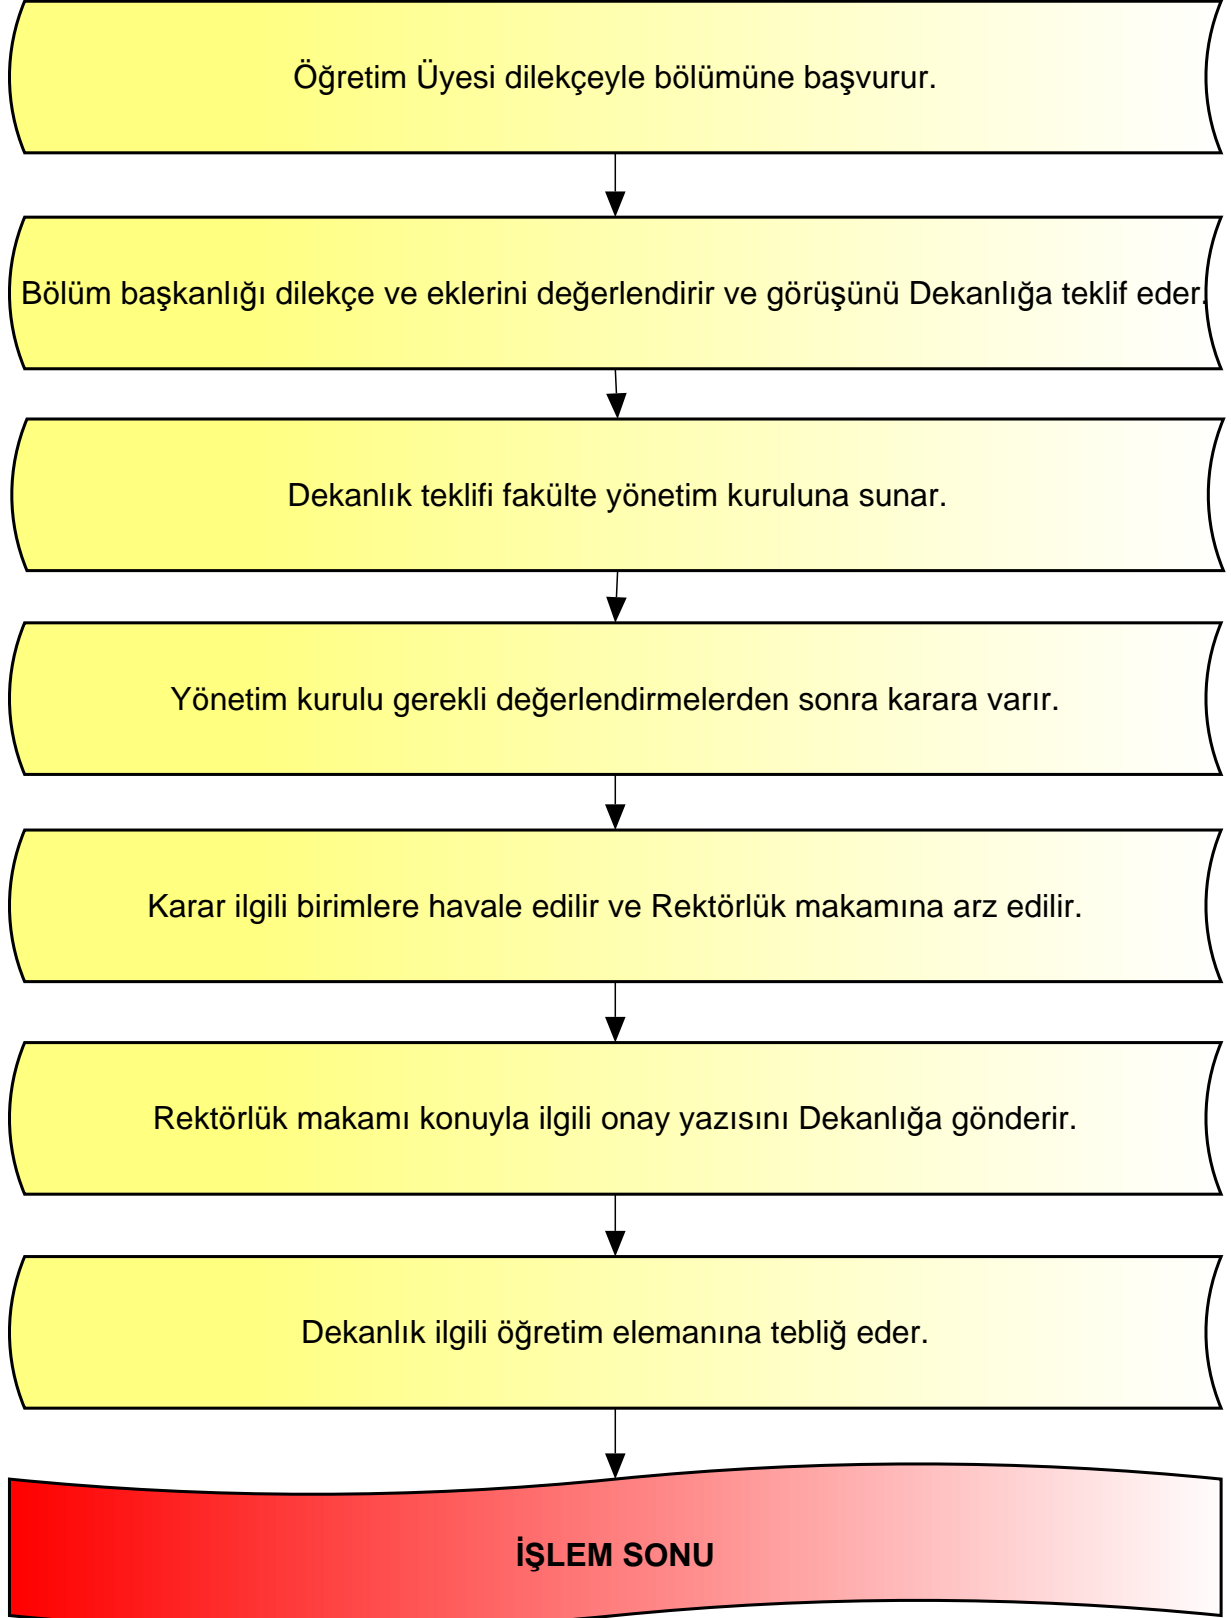 Öğretim Üyesi dilekçeyle bölümüne başvurur.
Bölüm başkanlığı dilekçe ve eklerini değerlendirir ve görüşünü Dekanlığa teklif eder.
Dekanlık teklifi fakülte yönetim kuruluna sunar.
Yönetim kurulu gerekli değerlendirmelerden sonra karara varır.
Karar ilgili birimlere havale edilir ve Rektörlük makamına arz edilir.
Rektörlük makamı konuyla ilgili onay yazısını Dekanlığa gönderir.
Dekanlık ilgili öğretim elemanına tebliğ eder.
İŞLEM SONU